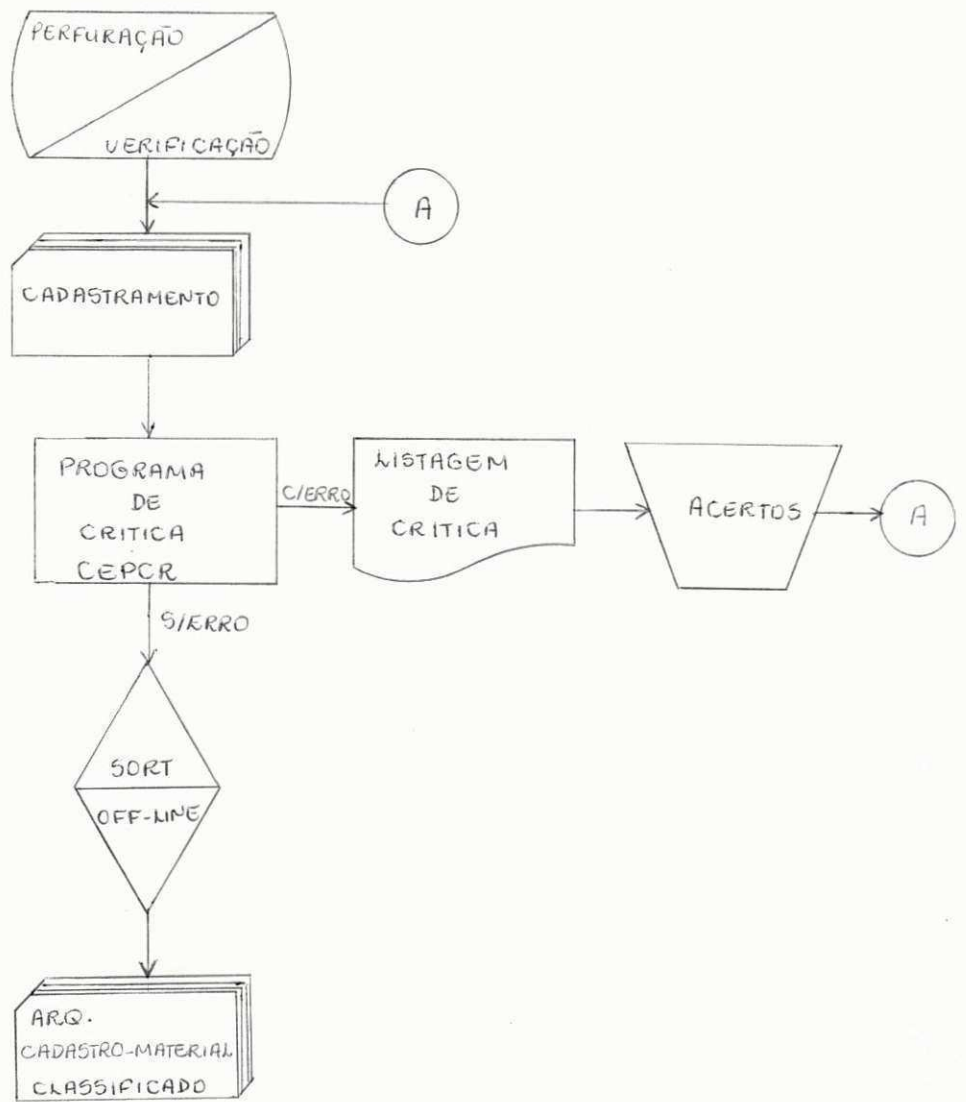 PERFURAÇÃO
VERIFICAÇÃO
A
CADASTRAMENTO
PROGRAMA
DE
CRITICA
CEPCR
C/ERRO
LISTAGEM
DE
CRITICA
ACERTOS
A
S/ERRO
SORT
OFF-LINE
ARQ.
CADASTRO-MATERIAL
CLASSIFICADO